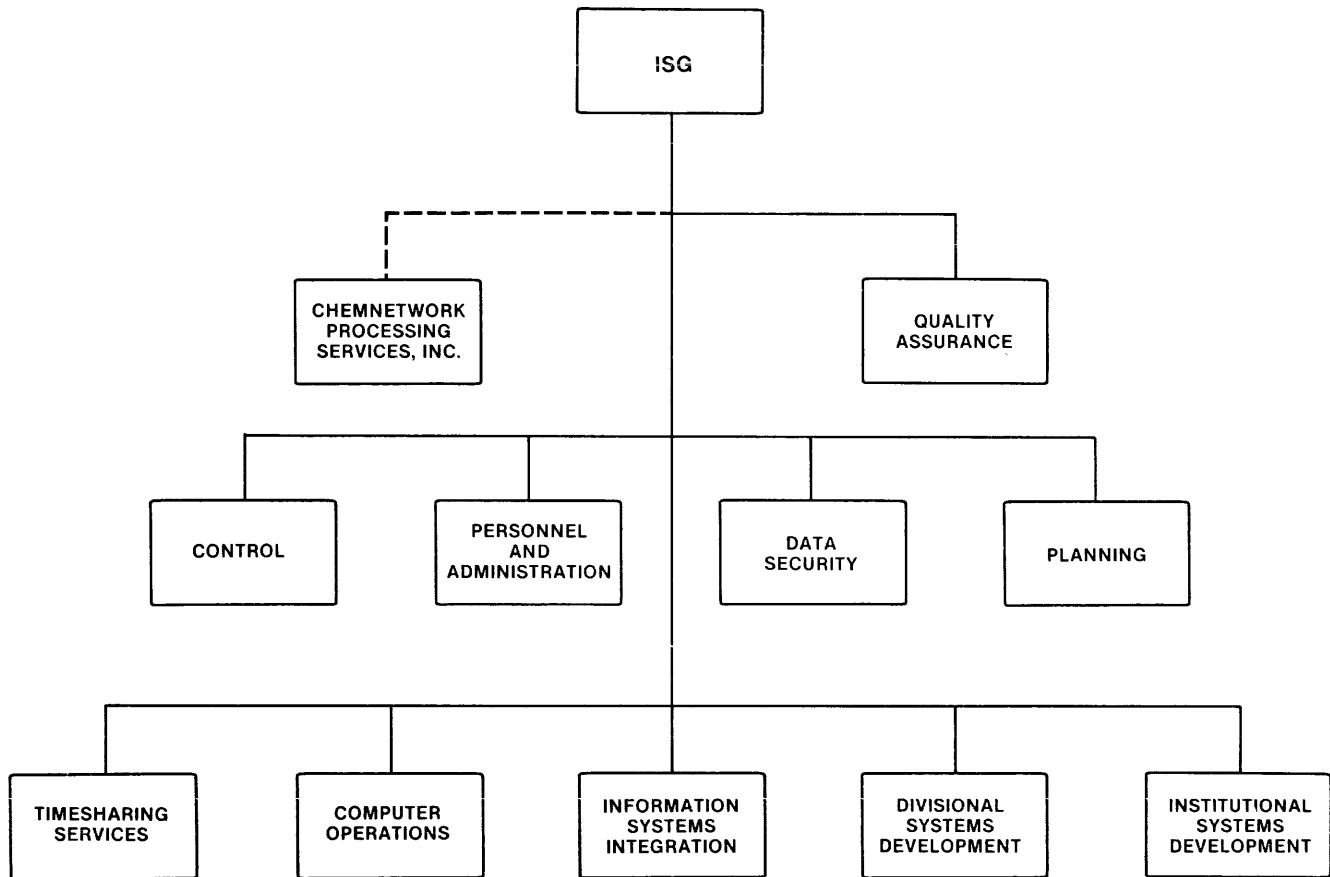 ISG
CHEMNETWORK
PROCESSING
SERVICES, INC.
QUALITY
ASSURANCE
CONTROL
PERSONNEL
AND
ADMINISTRATION
DATA
SECURITY
PLANNING
TIMESHARING
SERVICES
COMPUTER
OPERATIONS
INFORMATION
SYSTEMS
INTEGRATION
DIVISIONAL
SYSTEMS
DEVELOPMENT
INSTITUTIONAL
SYSTEMS
DEVELOPMENT